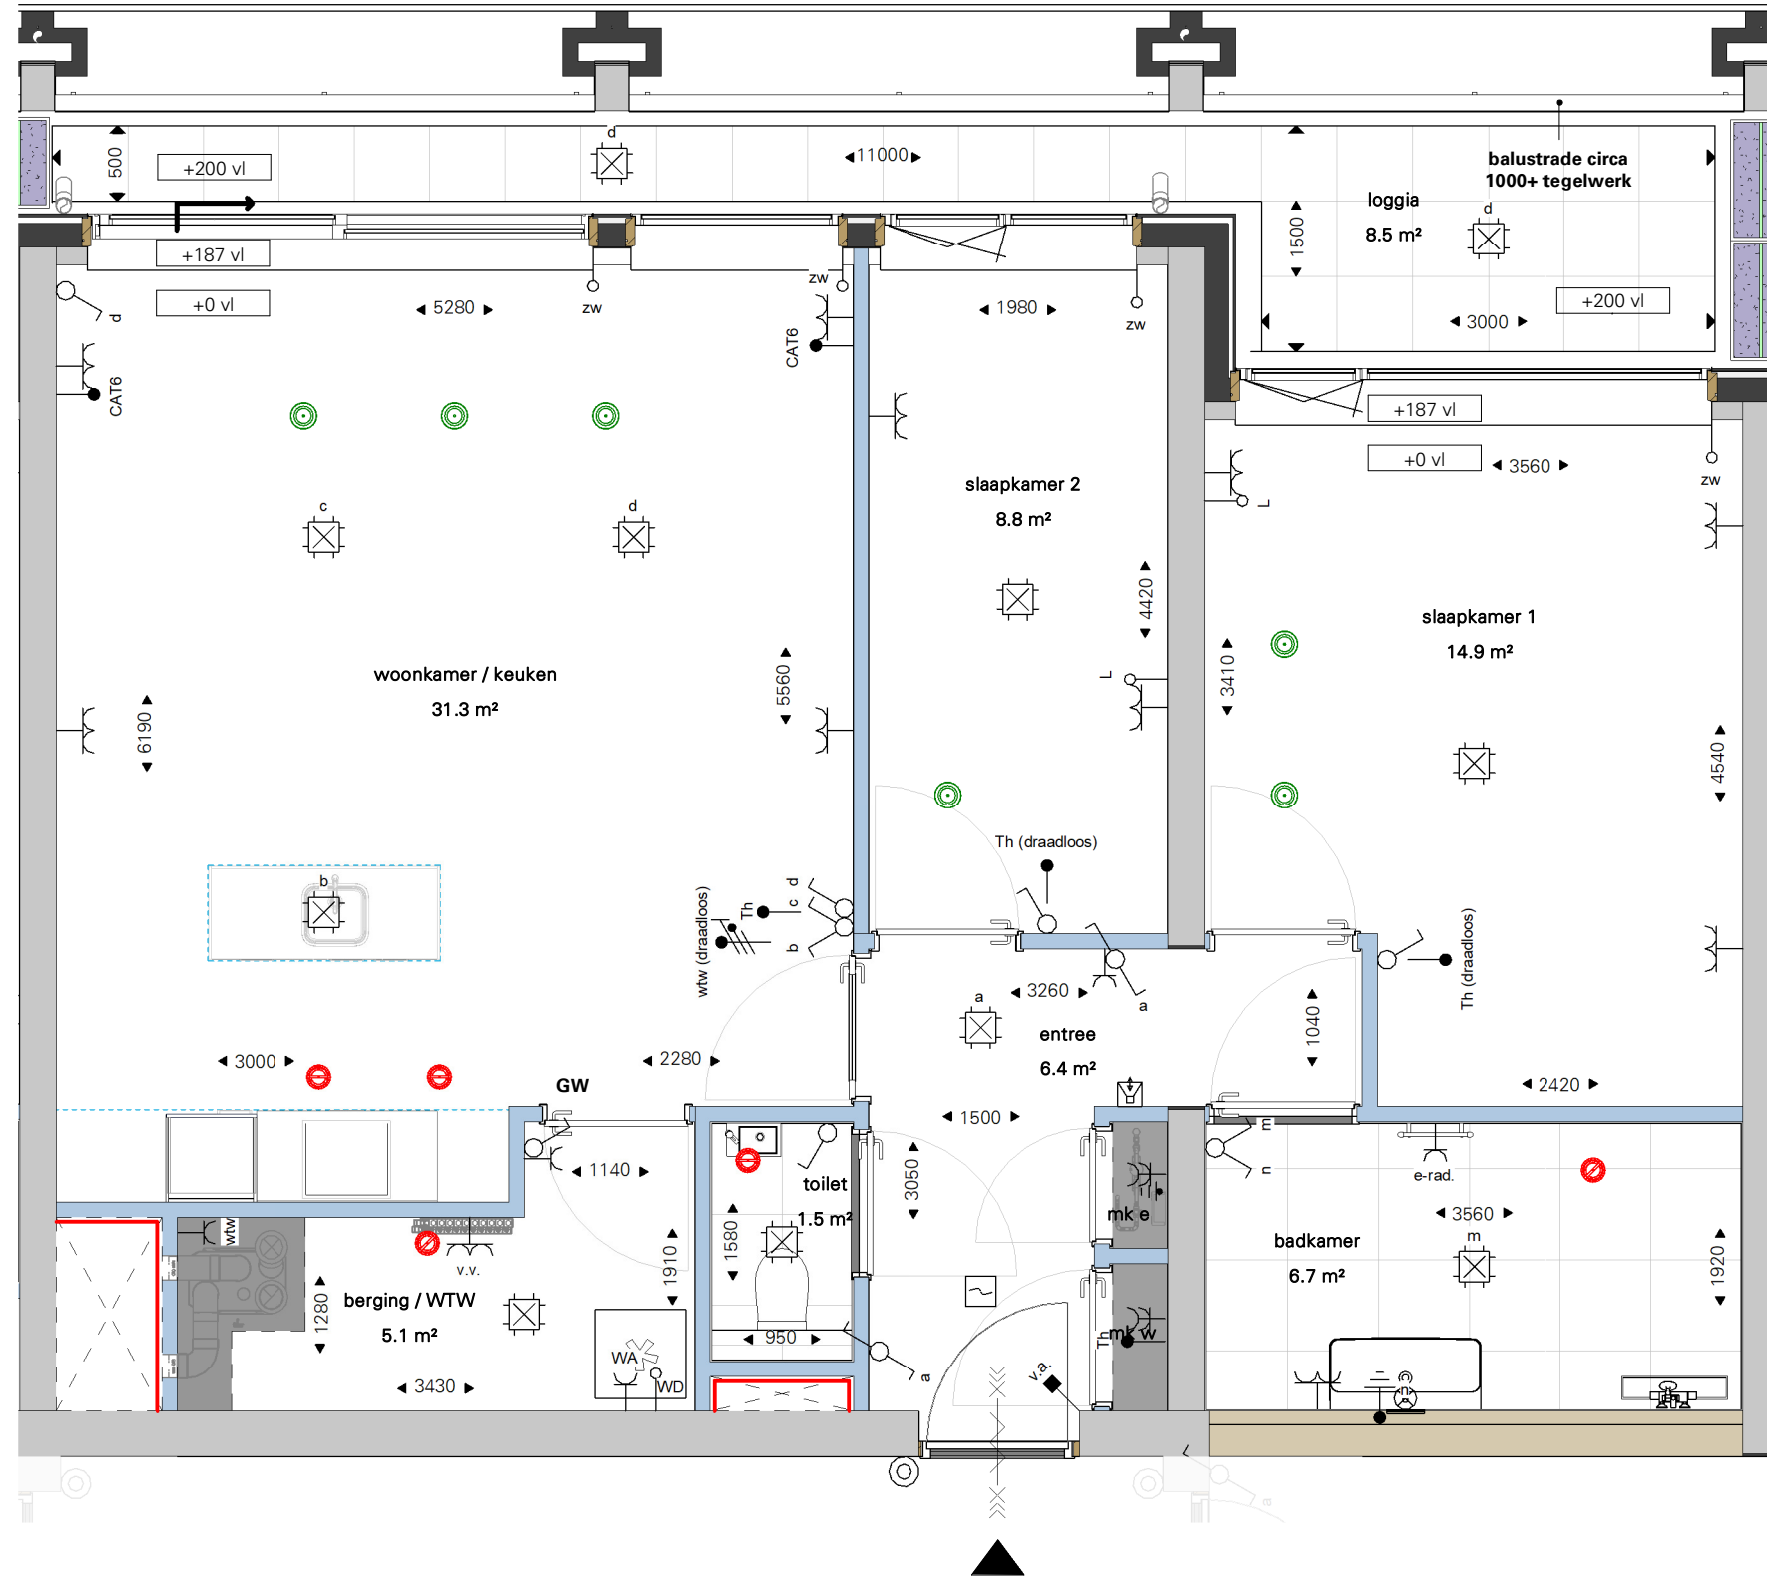 d
500
+200 vl
11000
balustrade circa
1000+ tegelwerk
loggia
8.5 m²
d
1500
+200 vl
3000
+187 vl
+0 vl
d
5280
zw
zw
CAT6
CAT6
1980
zw
+187 vl
+0 vl
3560
zw
L
c
d
slaapkamer 2
8.8 m²
4420
L
slaapkamer 1
14.9 m²
3410
4540
woonkamer / keuken
31.3 m²
5560
6190
Th (draadloos)
b
wtw (draadloos)
Th
d
c
b
Th (draadloos)
a
3260
a
entree
6.4 m²
1040
3000
2280
GW
1500
2420
m
n
e-rad.
1140
toilet
1.5 m²
1580
3050
mk e
3560
m
badkamer
6.7 m²
1920
wtw
v.v.
berging / WTW
5.1 m²
1280
1910
950
3430
WA
WD
a
Th
mk w
v.a.
n
a